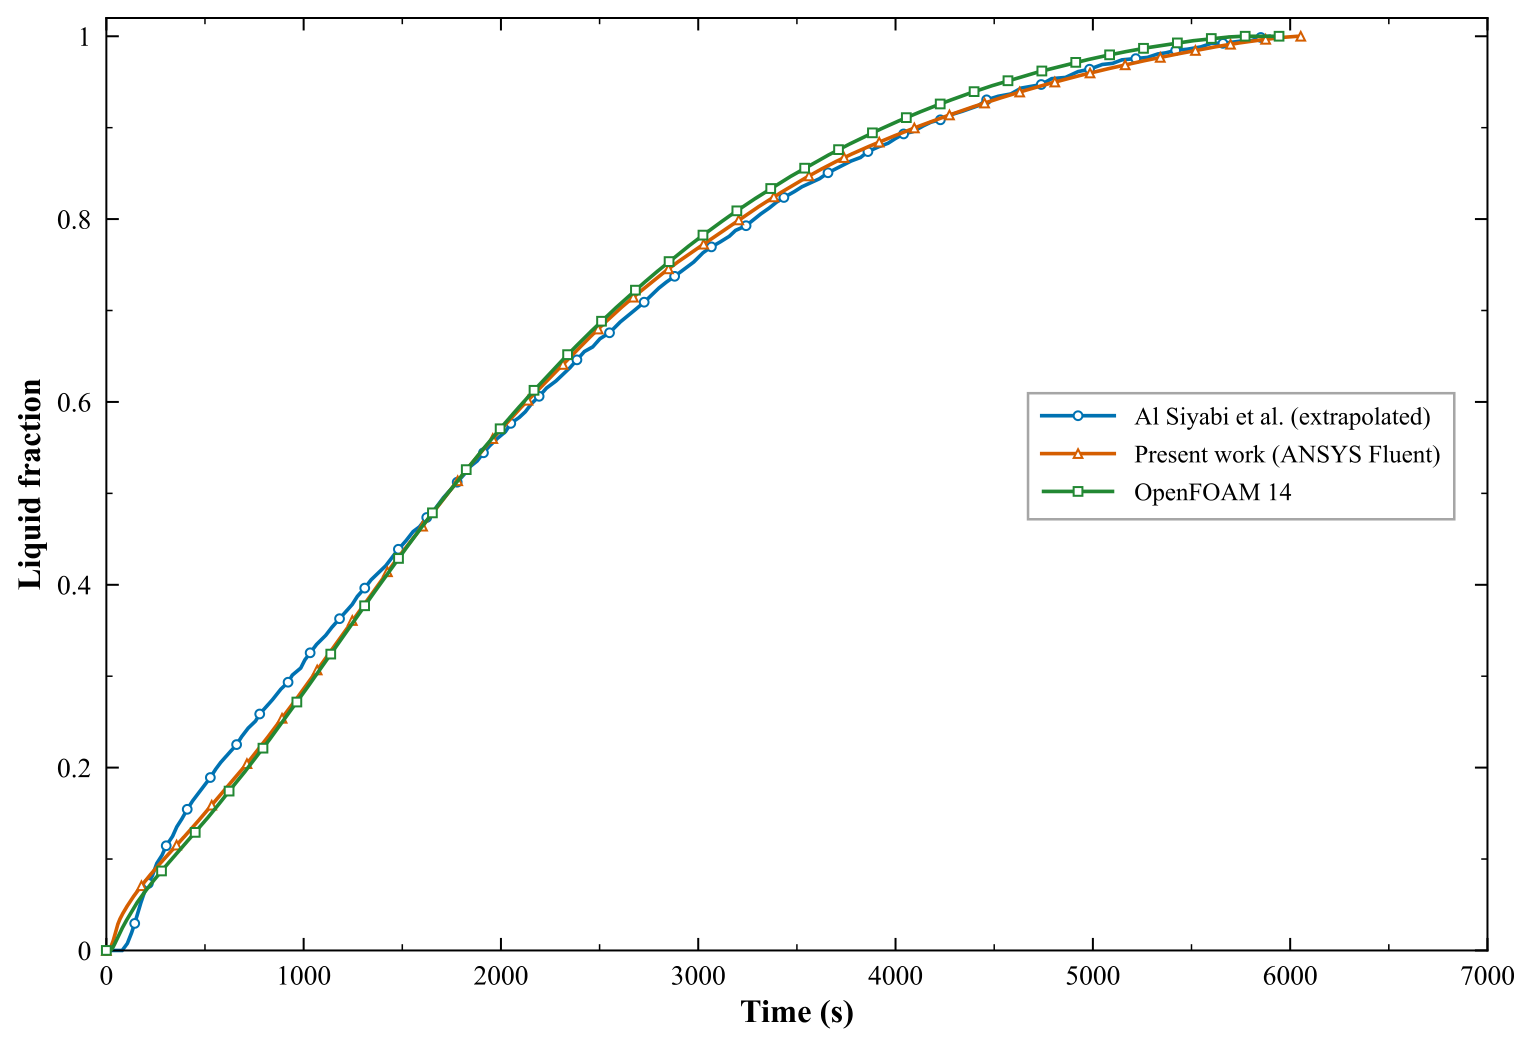 1
0.8
0.6
0.4
0.2
0
Liquid fraction
Al Siyabi et al. (extrapolated)
Present work (ANSYS Fluent)
OpenFOAM 14
0 1000 2000 3000 4000 5000 6000 7000
Time (s)